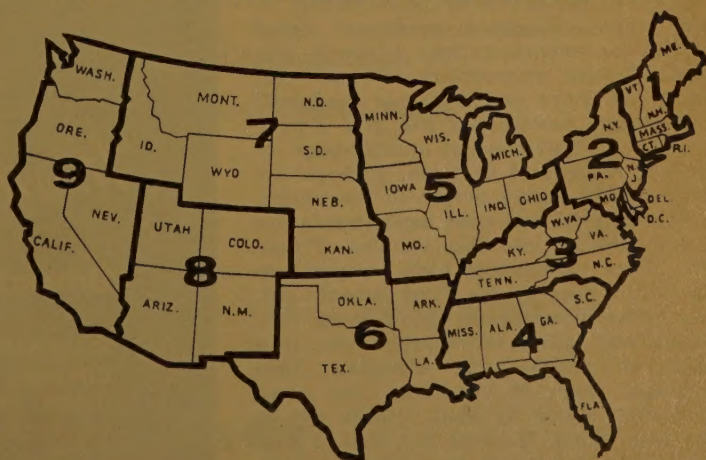 ME.
WASH.
VT.
1
MONT.
N.D.
MINN.
N.H.
N.Y.
MASS.
ORE.
WIS.
MICH.
CT.
R.I.
7
2
ID.
S.D.
PA.
N.
J
9
WYO
IOWA
5
MD.
DEL.
D.C.
NEV.
NEB.
ILL.
IND.
OHIO
W.VA
UTAH
COLO.
VA.
CALIF.
KAN.
MO.
KY.
3
8
N.C.
TENN.
OKLA.
ARK.
S.C.
ARIZ.
N.M.
6
MISS.
ALA.
GA.
4
TEX.
LA.
FLA